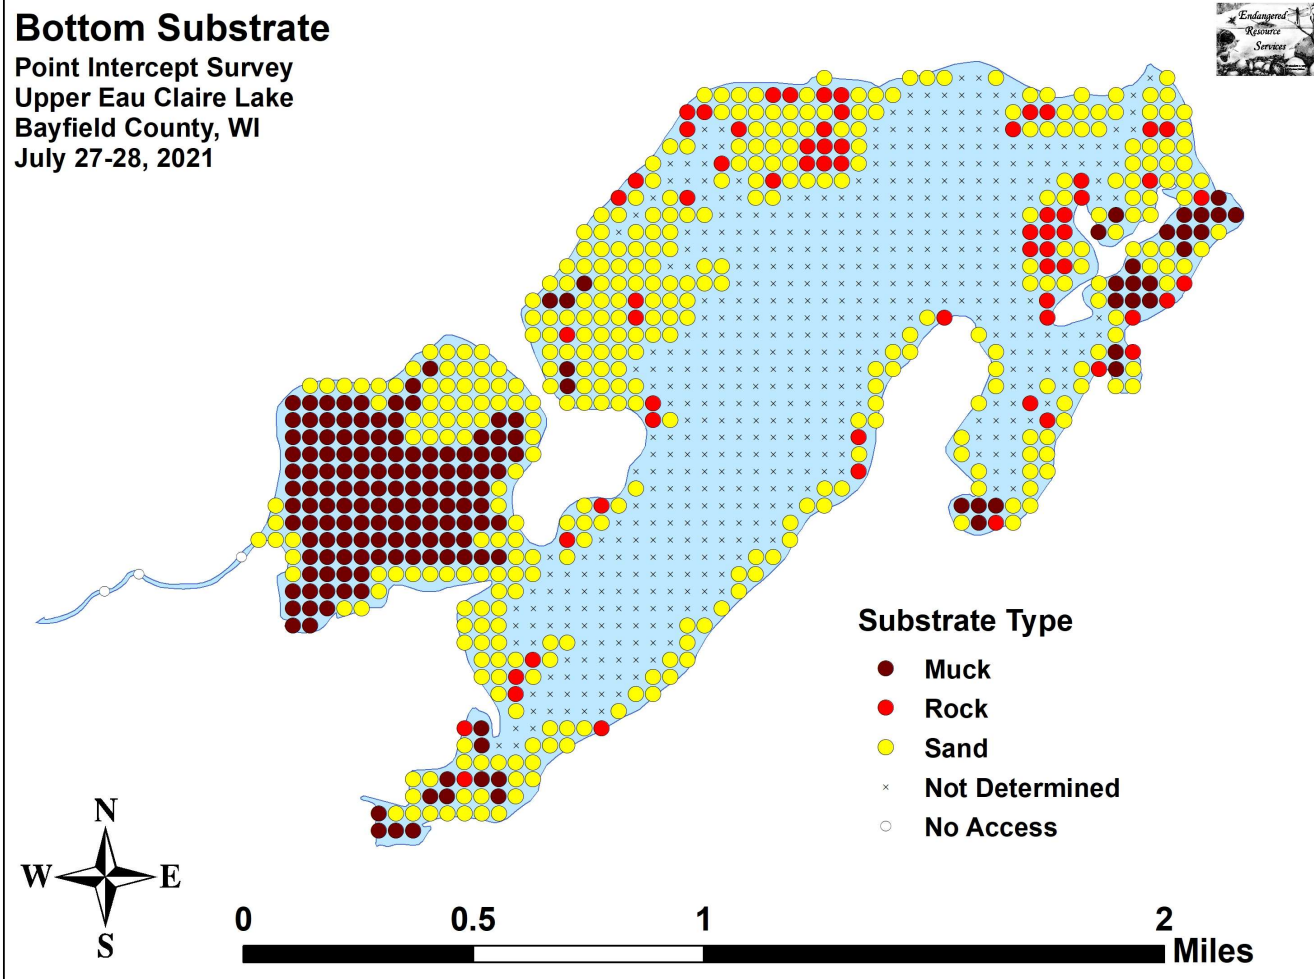 Bottom Substrate
Point Intercept Survey
Upper Eau Claire Lake
Bayfield County, WI
July 27-28, 2021
Endangered
Resource
Services
Substrate Type
Muck
Rock
Sand
Not Determined
No Access
N
W E
S
0 0.5 1 2
Miles